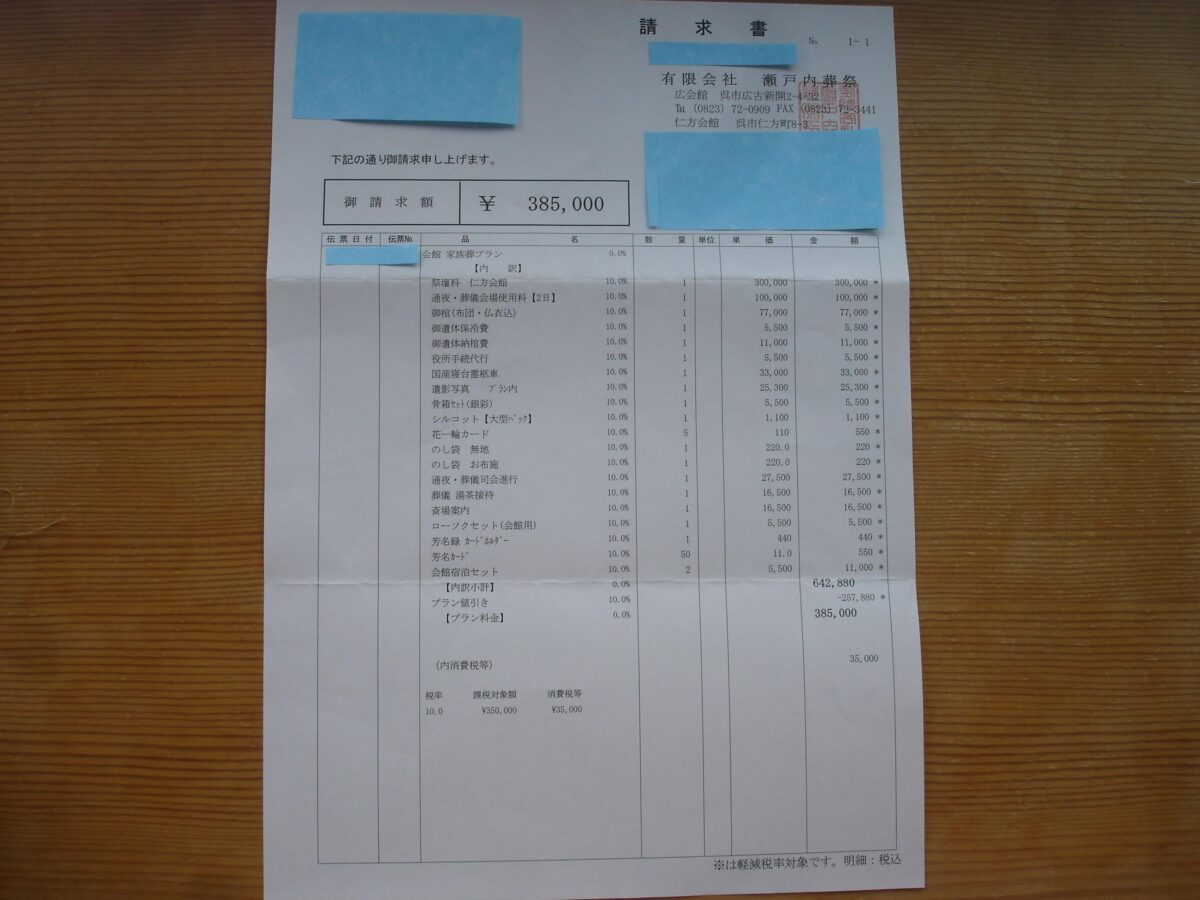 請求書
№ 1-1
有限会社 瀬戸内葬祭
広会館 呉市広古新開2-4-32
℡ (0823) 72-0909 FAX (0823) 72-3441
仁方会館 呉市仁方町8-3
下記の通り御請求申し上げます。
御請求額 ¥ 385,000
伝票日付 伝票№ 品名 数量 単位 単価 金額
会館 家族葬プラン 0.0%
【内 訳】
祭壇料 仁方会館 10.0% 1 300,000 300,000 *
通夜・葬儀会場使用料【2日】 10.0% 1 100,000 100,000 *
御棺(布団・仏衣込) 10.0% 1 77,000 77,000 *
御遺体保冷費 10.0% 1 5,500 5,500 *
御遺体納棺費 10.0% 1 11,000 11,000 *
役所手続代行 10.0% 1 5,500 5,500 *
国産寝台霊柩車 10.0% 1 33,000 33,000 *
遺影写真 ﾌﾟﾗﾝ内 10.0% 1 25,300 25,300 *
骨箱ｾｯﾄ(銀彩) 10.0% 1 5,500 5,500 *
シルコット【大型ﾊﾟｯｸ】 10.0% 1 1,100 1,100 *
花一輪カード 10.0% 5 110 550 *
のし袋 無地 10.0% 1 220.0 220 *
のし袋 お布施 10.0% 1 220.0 220 *
通夜・葬儀司会進行 10.0% 1 27,500 27,500 *
葬儀 湯茶接待 10.0% 1 16,500 16,500 *
斎場案内 10.0% 1 16,500 16,500 *
ローソクセット(会館用) 10.0% 1 5,500 5,500 *
芳名録 ｶｰﾄﾞﾎﾙﾀﾞｰ 10.0% 1 440 440 *
芳名ｶｰﾄﾞ 10.0% 50 11.0 550 *
会館宿泊セット 10.0% 2 5,500 11,000 *
【内訳小計】 0.0% 642,880
プラン値引き 10.0% -257,880 *
【プラン料金】 0.0% 385,000
(内消費税等) 35,000
税率 課税対象額 消費税等
10.0 ¥350,000 ¥35,000
※は軽減税率対象です。明細：税込